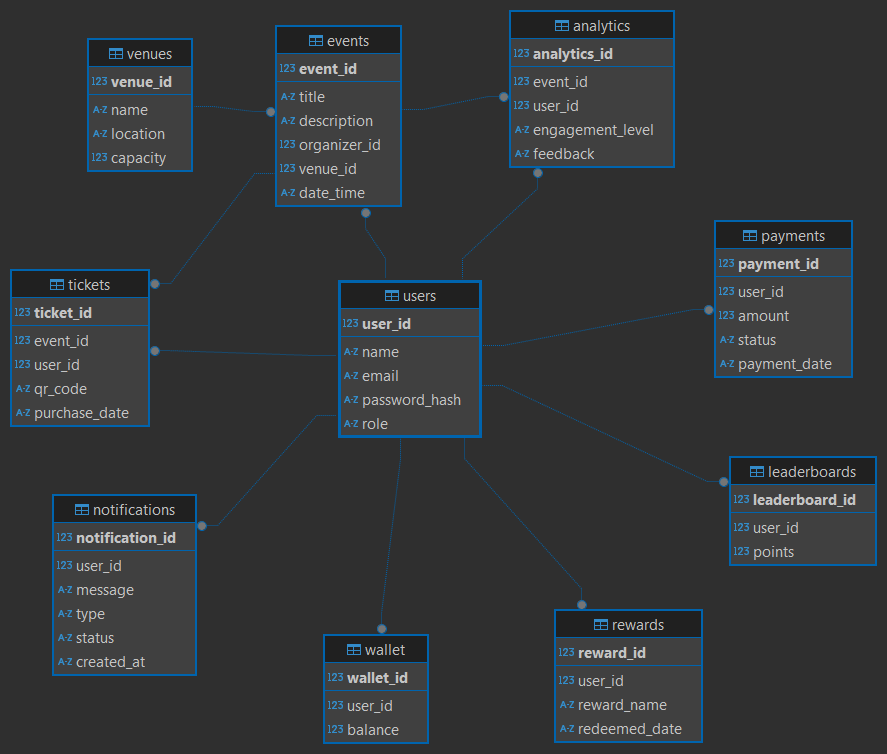 venues
123 venue_id
A-Z name
A-Z location
123 capacity
events
123 event_id
A-Z title
A-Z description
123 organizer_id
123 venue_id
A-Z date_time
analytics
123 analytics_id
123 event_id
123 user_id
A-Z engagement_level
A-Z feedback
tickets
123 ticket_id
123 event_id
123 user_id
A-Z qr_code
A-Z purchase_date
users
123 user_id
A-Z name
A-Z email
A-Z password_hash
A-Z role
payments
123 payment_id
123 user_id
123 amount
A-Z status
A-Z payment_date
notifications
123 notification_id
123 user_id
A-Z message
A-Z type
A-Z status
A-Z created_at
wallet
123 wallet_id
123 user_id
123 balance
rewards
123 reward_id
123 user_id
A-Z reward_name
A-Z redeemed_date
leaderboards
123 leaderboard_id
123 user_id
123 points